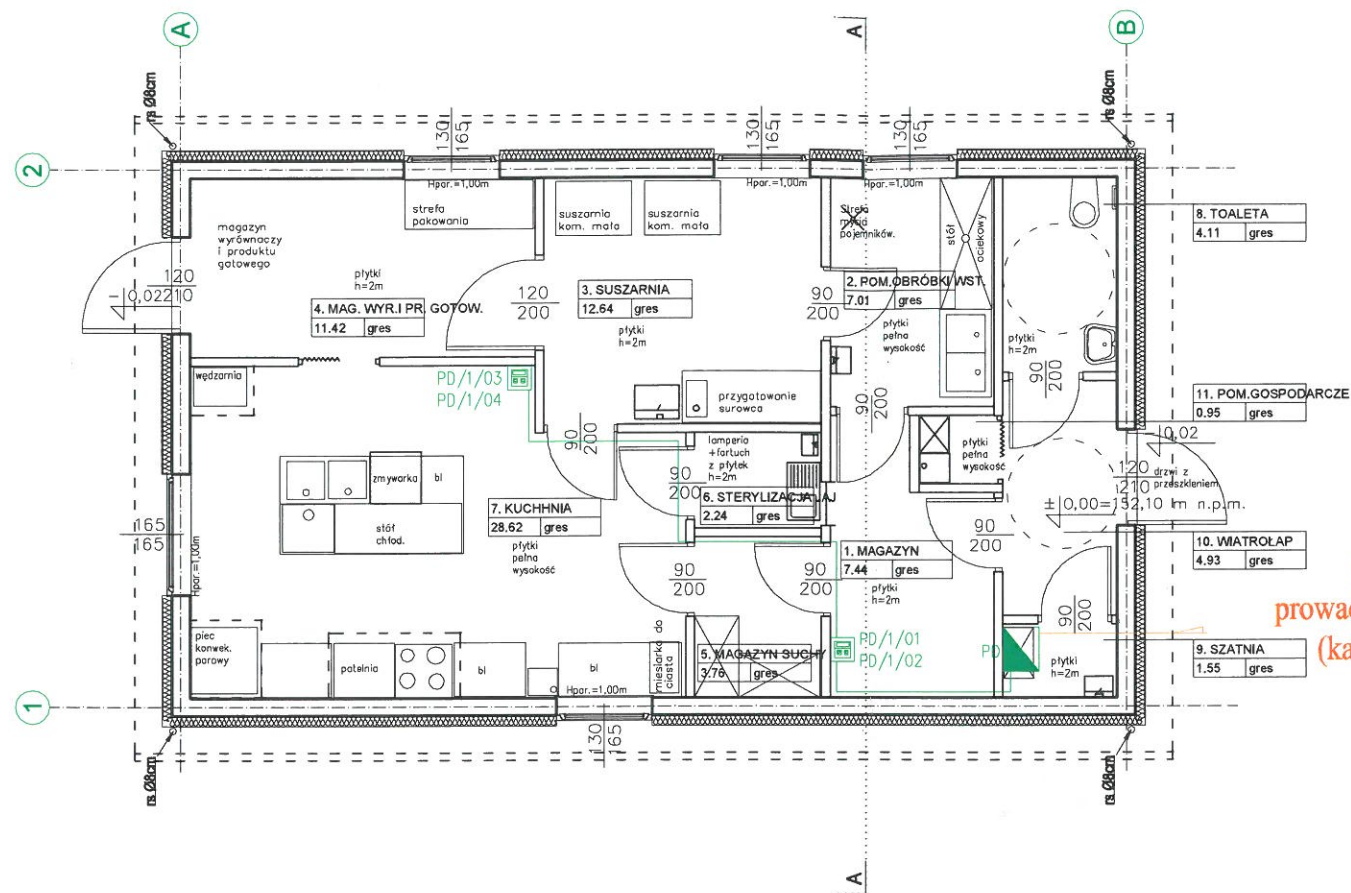 A
A
B
rs Ø8cm
rs Ø8cm
130
165
130
165
130
165
2
Hpar.=1,00m
Hpar.=1,00m
Hpar.=1,00m
strefa
pakowania
suszarnia
kom. mała
suszarnia
kom. mała
Strefa
mycia
pojemników.
stół
ociekowy
8. TOALETA
4.11 gres
magazyn
wyrównaczy
i produktu
gotowego
120
210
-0,02
płytki
h=2m
4. MAG. WYR.I PR. GOTOW.
11.42 gres
120
200
3. SUSZARNIA
12.64 gres
płytki
h=2m
90
200
2. POM.OBRÓBKI WST.
7.01 gres
płytki
pełna
wysokość
płytki
h=2m
90
200
wędzarnia
PD/1/03
PD/1/04
przygotowanie
surowca
90
200
11. POM.GOSPODARCZE
0.95 gres
90
200
lamperia
+fartuch
z płytek
h=2m
płytki
pełna
wysokość
-0,02
120
210
drzwi z
przeszkleniem
zmywarka
bl
90
200
6. STERYLIZACJA JAJ
2.24 gres
±0,00=152,10 m n.p.m.
7. KUCHHNIA
28.62 gres
płytki
pełna
wysokość
stół
chłod.
165
165
Hpar.=1,00m
90
200
10. WIATROŁAP
4.93 gres
1. MAGAZYN
7.44 gres
płytki
h=2m
90
200
90
200
90
200
prowa
(ka
piec
konwek.
parowy
patelnia
bl
bl
miesiarka do
ciasta
Hpar.=1,00m
5. MAGAZYN SUCHY
3.76 gres
PD/1/01
PD/1/02
PD
płytki
h=2m
9. SZATNIA
1.55 gres
1
130
165
rs Ø8cm
rs Ø8cm
A